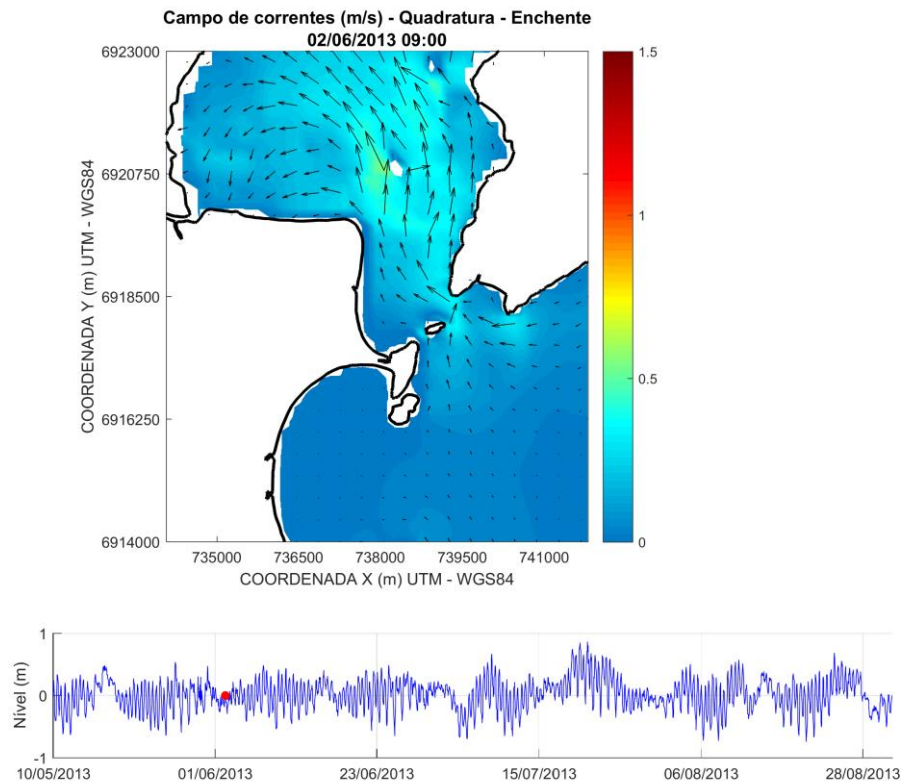 Campo de correntes (m/s) - Quadratura - Enchente
02/06/2013 09:00
6923000
6920750
6918500
6916250
6914000
COORDENADA Y (m) UTM - WGS84
735000 736500 738000 739500 741000
COORDENADA X (m) UTM - WGS84
1.5
1
0.5
0
Nível (m)
1
0
-1
10/05/2013 01/06/2013 23/06/2013 15/07/2013 06/08/2013 28/08/2013